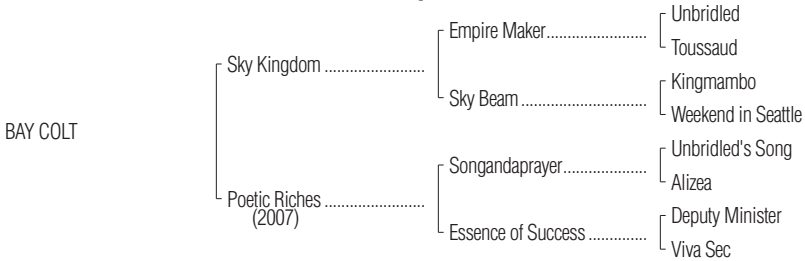 Unbridled
Empire Maker........................
Toussaud
Sky Kingdom ........................
Kingmambo
Sky Beam ..............................
Weekend in Seattle
BAY COLT
Unbridled's Song
Songandaprayer....................
Alizea
Poetic Riches ........................
(2007)
Deputy Minister
Essence of Success ..............
Viva Sec